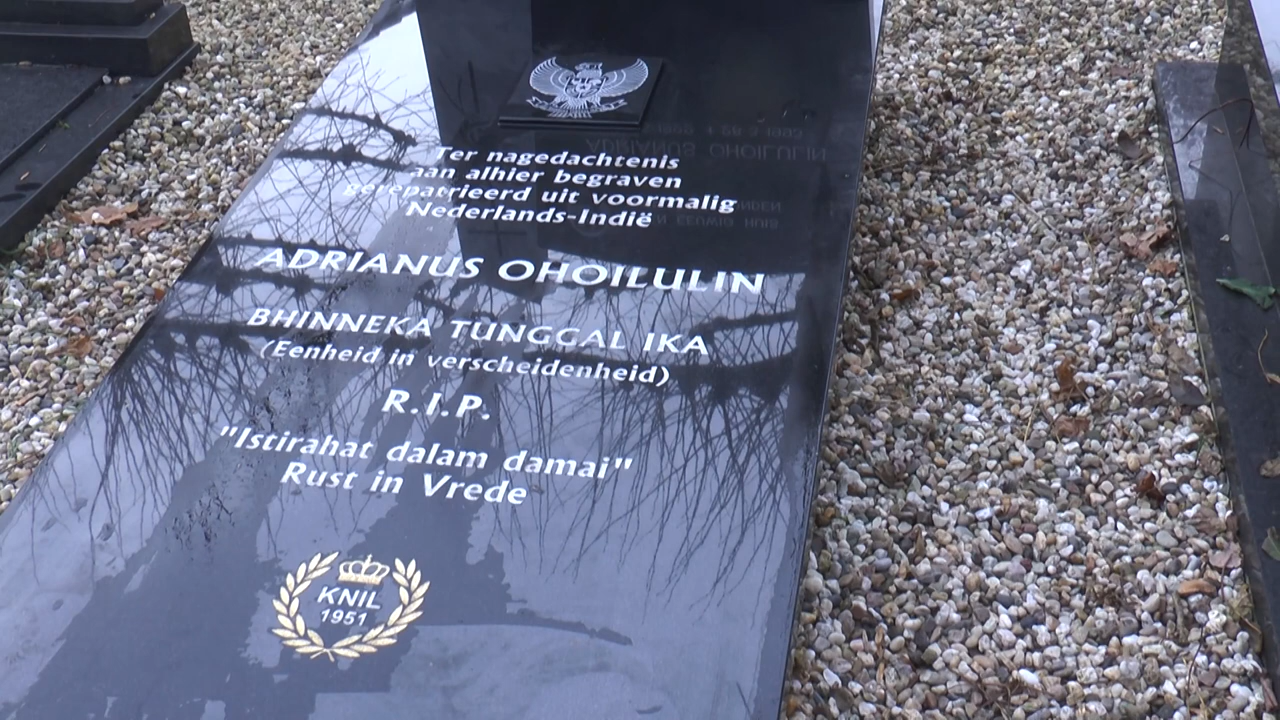 Ter nagedachtenis
aan alhier begraven
gerepatrieerd uit voormalig
Nederlands-Indië
ADRIANUS OHOILULIN
BHINNEKA TUNGGAL IKA
(Eenheid in verscheidenheid)
R.I.P.
"Istirahat dalam damai"
Rust in Vrede
KNIL
1951